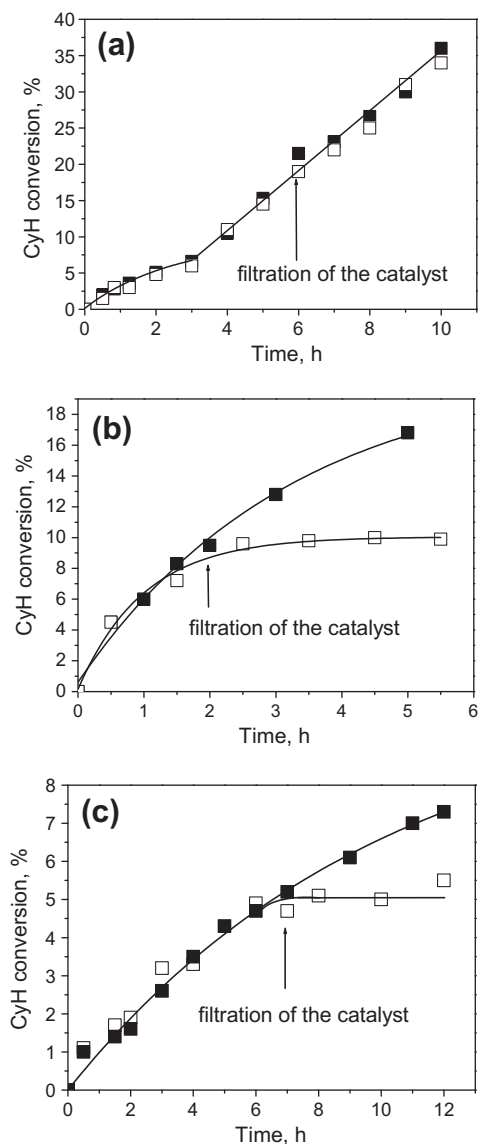 (a)
40
35
30
25
20
15
10
5
0
CyH conversion, %
filtration of the catalyst
0 2 4 6 8 10
Time, h
(b)
18
16
14
12
10
8
6
4
2
0
CyH conversion, %
filtration of the catalyst
0 1 2 3 4 5 6
Time, h
(c)
8
7
6
5
4
3
2
1
0
CyH conversion, %
filtration of the catalyst
0 2 4 6 8 10 12
Time, h